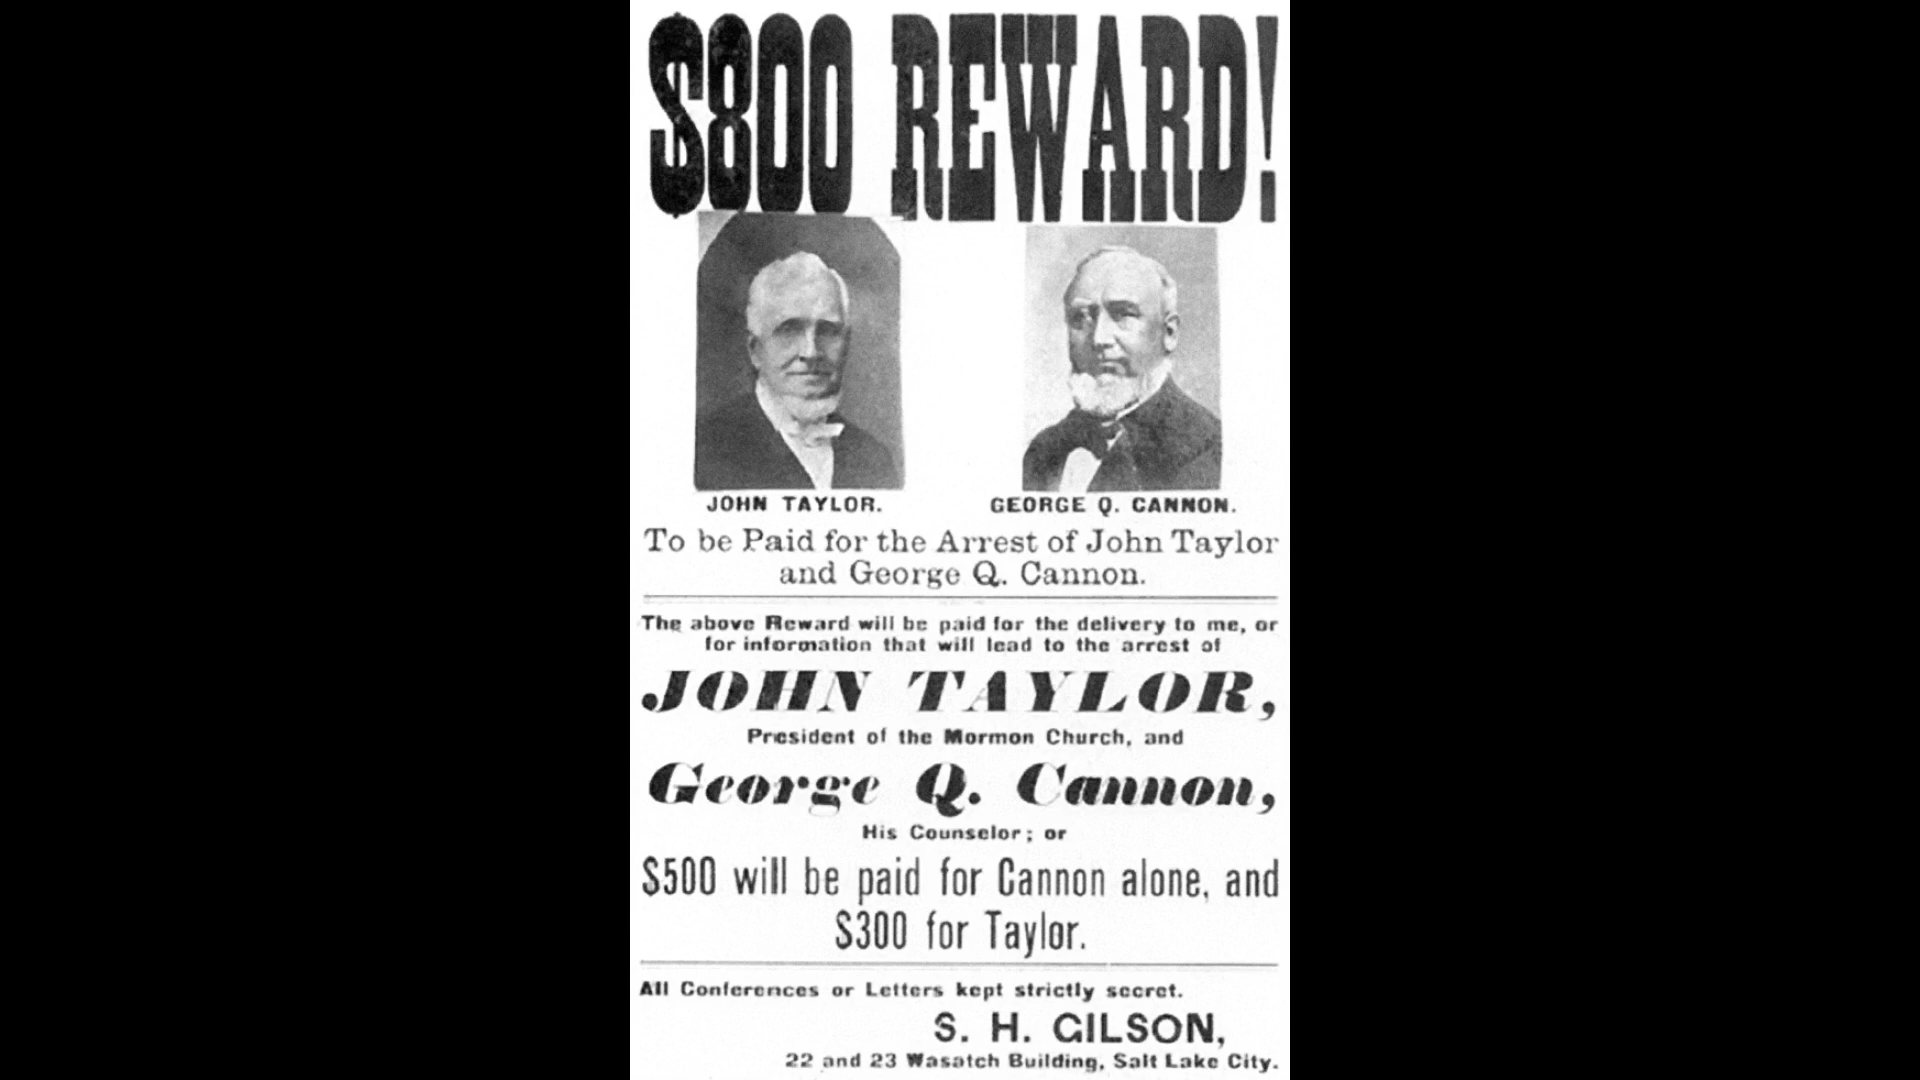 $800 REWARD!
JOHN TAYLOR.
GEORGE Q. CANNON.
To be Paid for the Arrest of John Taylor
and George Q. Cannon.
The above Reward will be paid for the delivery to me, or
for information that will lead to the arrest of
JOHN TAYLOR,
President of the Mormon Church, and
George Q. Cannon,
His Counselor; or
$500 will be paid for Cannon alone, and
$300 for Taylor.
All Conferences or Letters kept strictly secret.
S. H. GILSON,
22 and 23 Wasatch Building, Salt Lake City.